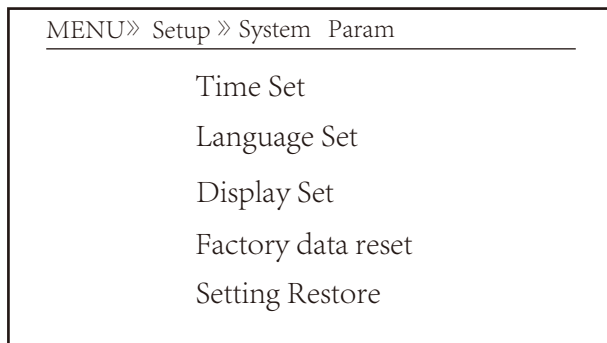 MENU» Setup » System Param
Time Set
Language Set
Display Set
Factory data reset
Setting Restore